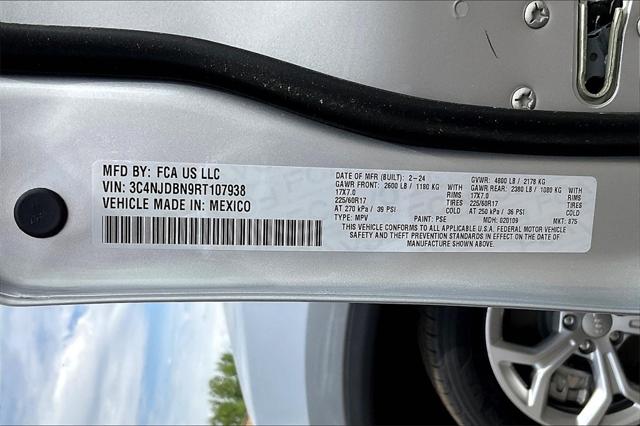 MFD BY: FCA US LLC
VIN: 3C4NJDBN9RT107938
VEHICLE MADE IN: MEXICO
DATE OF MFR (BUILT): 2-24 GVWR: 4800 LB / 2178 KG
GAWR FRONT: 2600 LB / 1180 KG WITH GAWR REAR: 2380 LB / 1080 KG WITH
17X7.0 RIMS 17X7.0 RIMS
225/60R17 TIRES 225/60R17 TIRES
AT 270 kPa / 39 PSI COLD AT 250 kPa / 36 PSI COLD
TYPE: MPV PAINT: PSE MDH: 020109 MKT: 875
THIS VEHICLE CONFORMS TO ALL APPLICABLE U.S.A. FEDERAL MOTOR VEHICLE
SAFETY AND THEFT PREVENTION STANDARDS IN EFFECT ON THE DATE OF
MANUFACTURE SHOWN ABOVE.